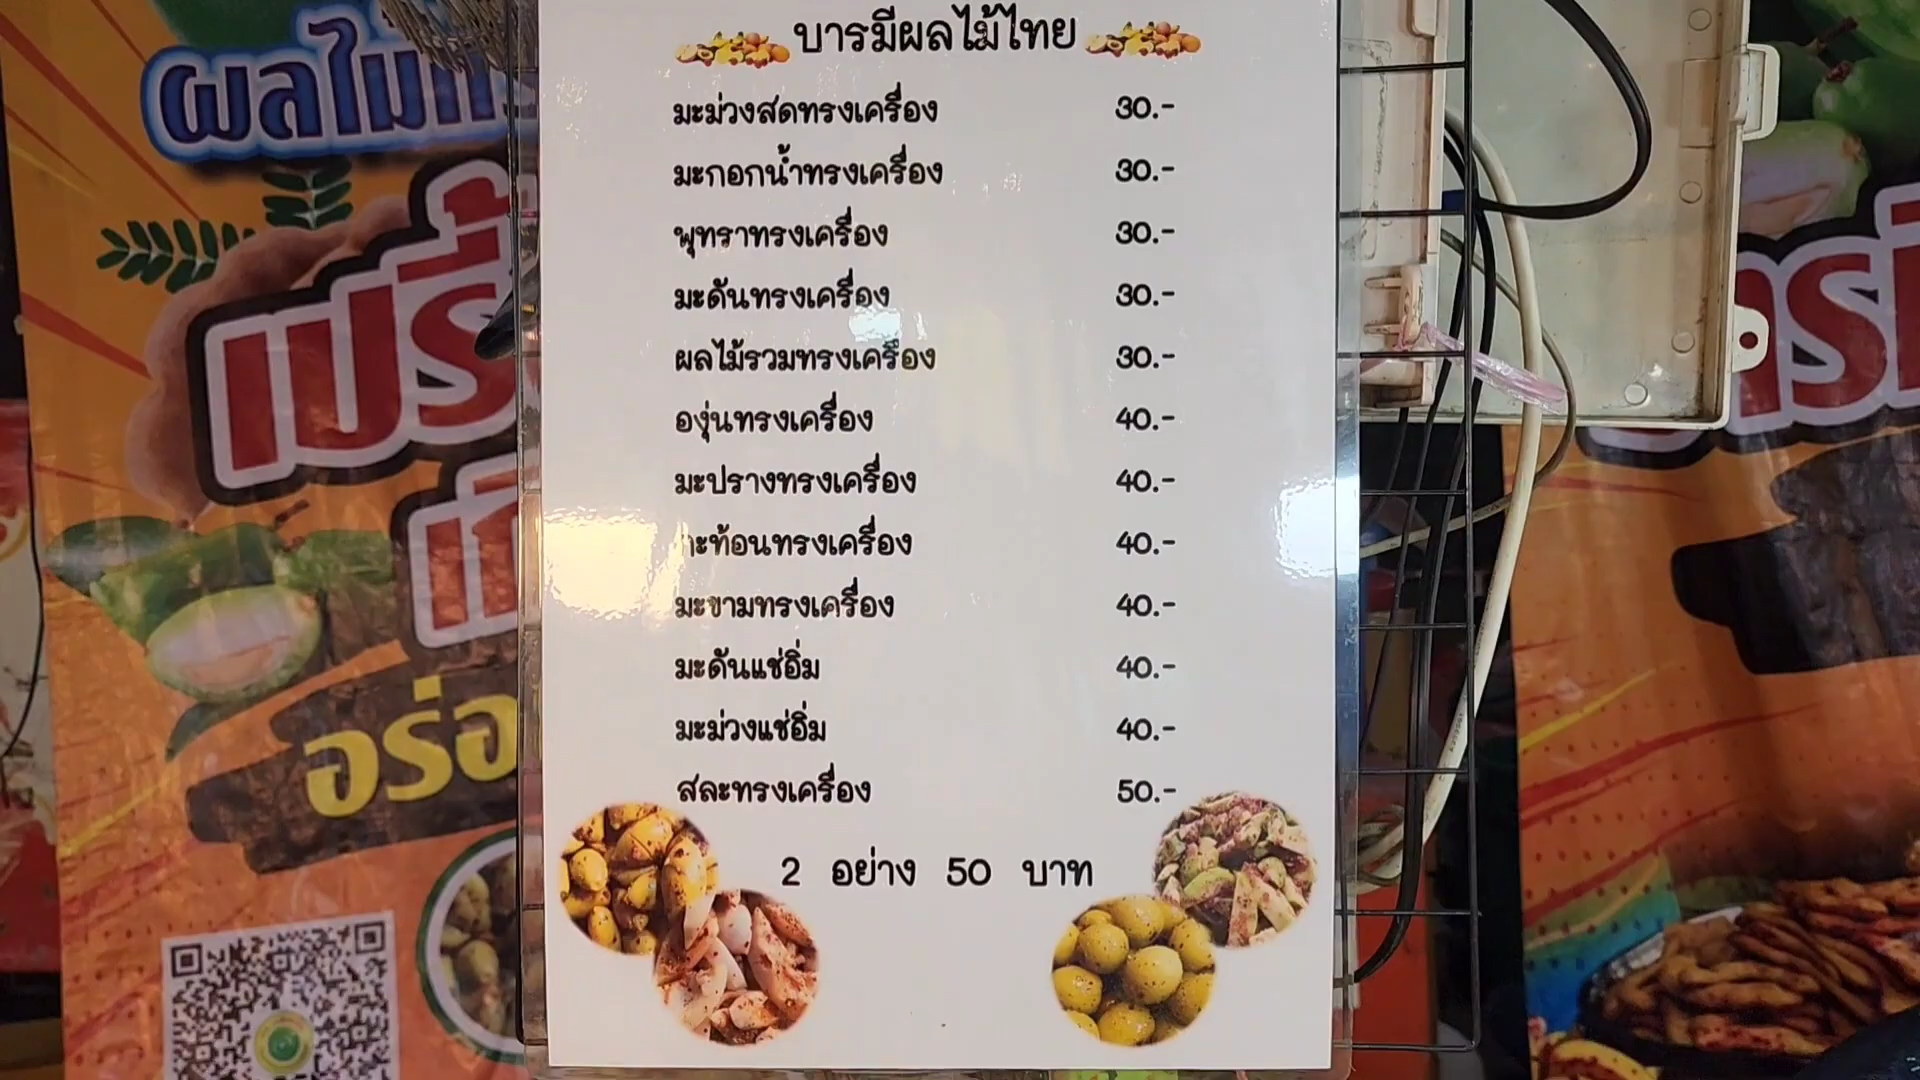 บารมีผลไม้ไทย
มะม่วงสดทรงเครื่อง 30.-
มะกอกน้ำทรงเครื่อง 30.-
พุทราทรงเครื่อง 30.-
มะดันทรงเครื่อง 30.-
ผลไม้รวมทรงเครื่อง 30.-
องุ่นทรงเครื่อง 40.-
มะปรางทรงเครื่อง 40.-
กะท้อนทรงเครื่อง 40.-
มะขามทรงเครื่อง 40.-
มะดันแช่อิ่ม 40.-
มะม่วงแช่อิ่ม 40.-
สละทรงเครื่อง 50.-
2 อย่าง 50 บาท